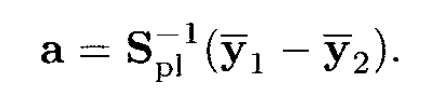 a = S_pl^{-1}(ȳ_1 − ȳ_2).